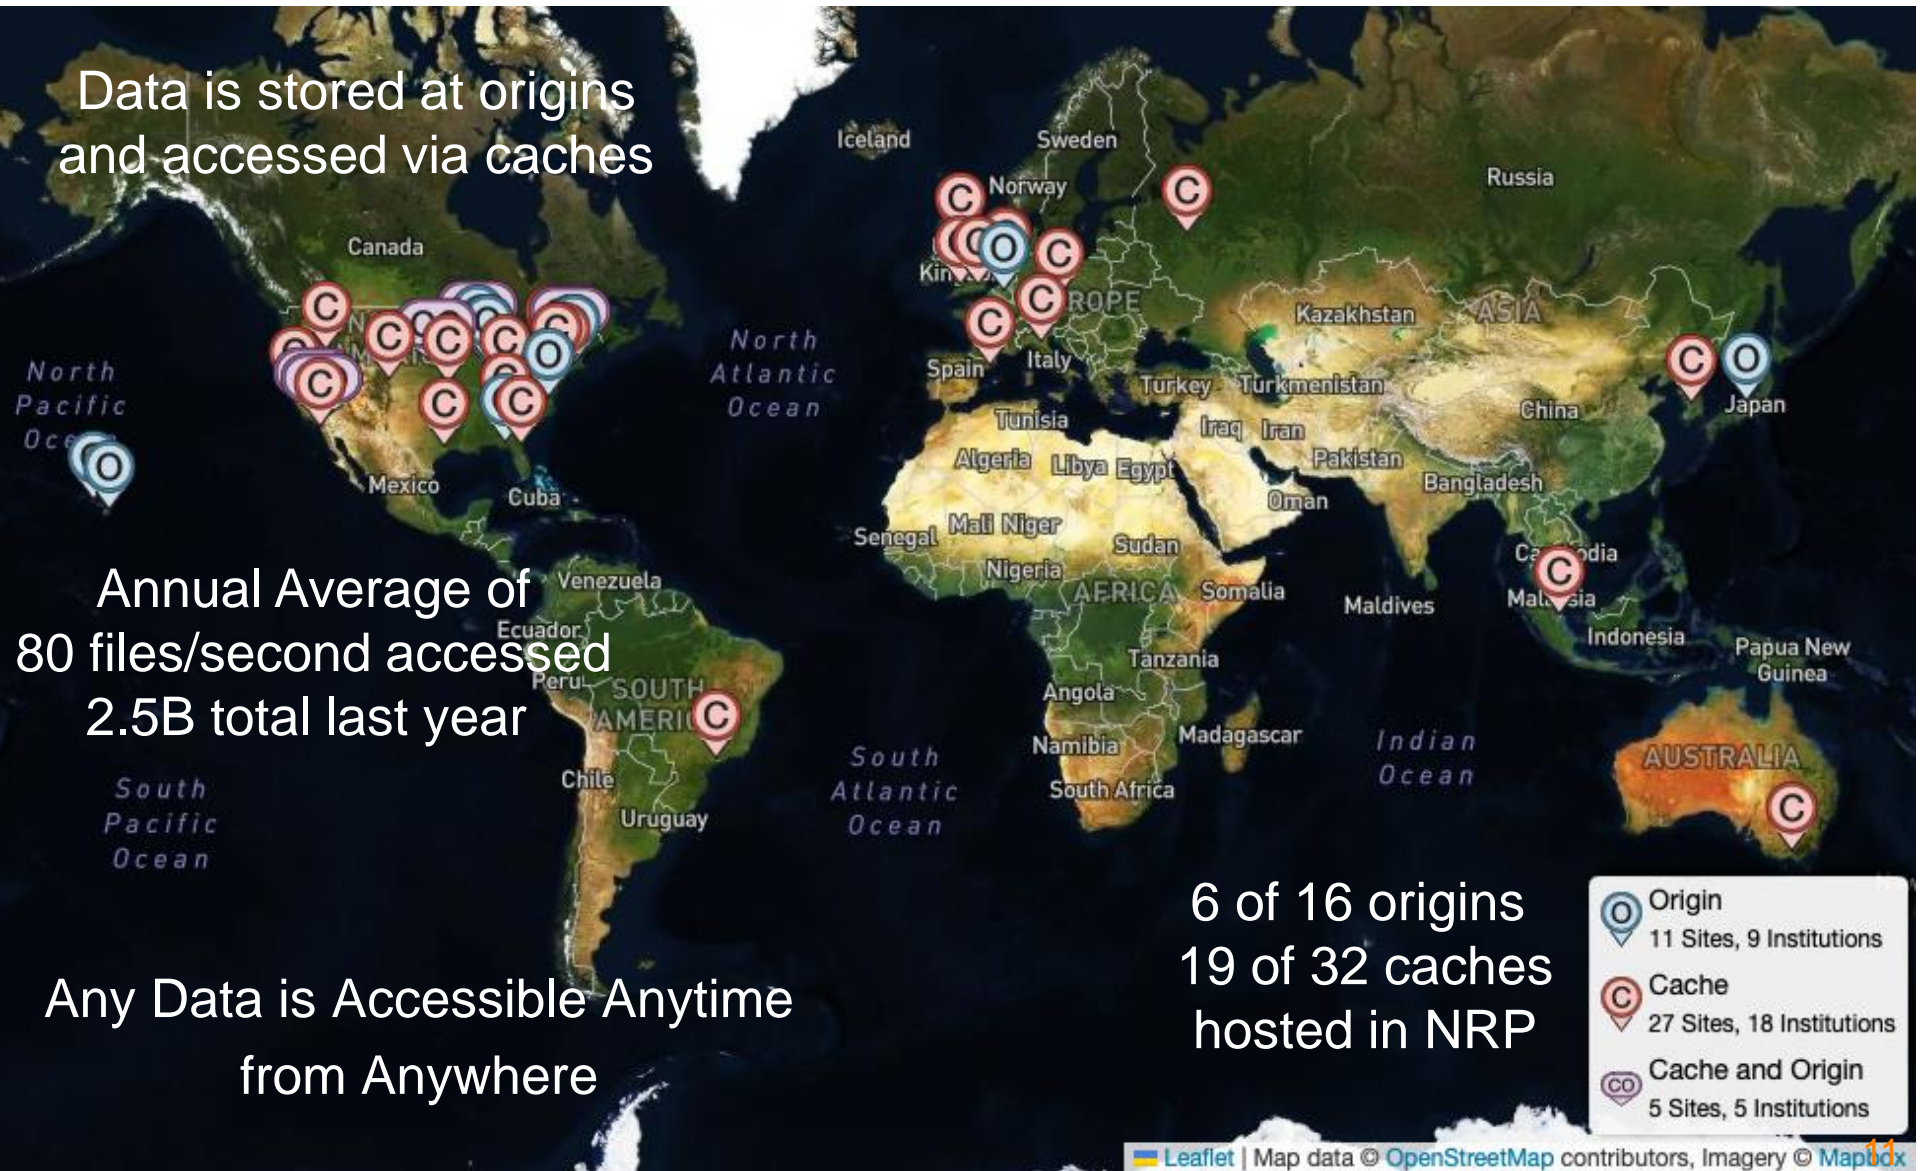 Data is stored at origins
and accessed via caches
Iceland
Sweden
Norway
Russia
Canada
EUROPE
Kazakhstan
ASIA
North
Atlantic
Ocean
North
Pacific
Spain
Italy
Turkey
Turkmenistan
China
Japan
Tunisia
Iraq
Iran
Algeria
Libya
Egypt
Pakistan
Bangladesh
Oman
Mexico
Cuba
Senegal
Mali
Niger
Sudan
Nigeria
AFRICA
Somalia
Maldives
Indonesia
Papua New
Guinea
Annual Average of
80 files/second accessed
2.5B total last year
Venezuela
Ecuador
Peru
SOUTH
Chile
Uruguay
Tanzania
Angola
Namibia
Madagascar
South Africa
South
Pacific
Ocean
South
Atlantic
Ocean
Indian
Ocean
AUSTRALIA
C
O
Any Data is Accessible Anytime
from Anywhere
6 of 16 origins
19 of 32 caches
hosted in NRP
O Origin
11 Sites, 9 Institutions
C Cache
27 Sites, 18 Institutions
CO Cache and Origin
5 Sites, 5 Institutions
Leaflet | Map data © OpenStreetMap contributors, Imagery © Mapbox
11